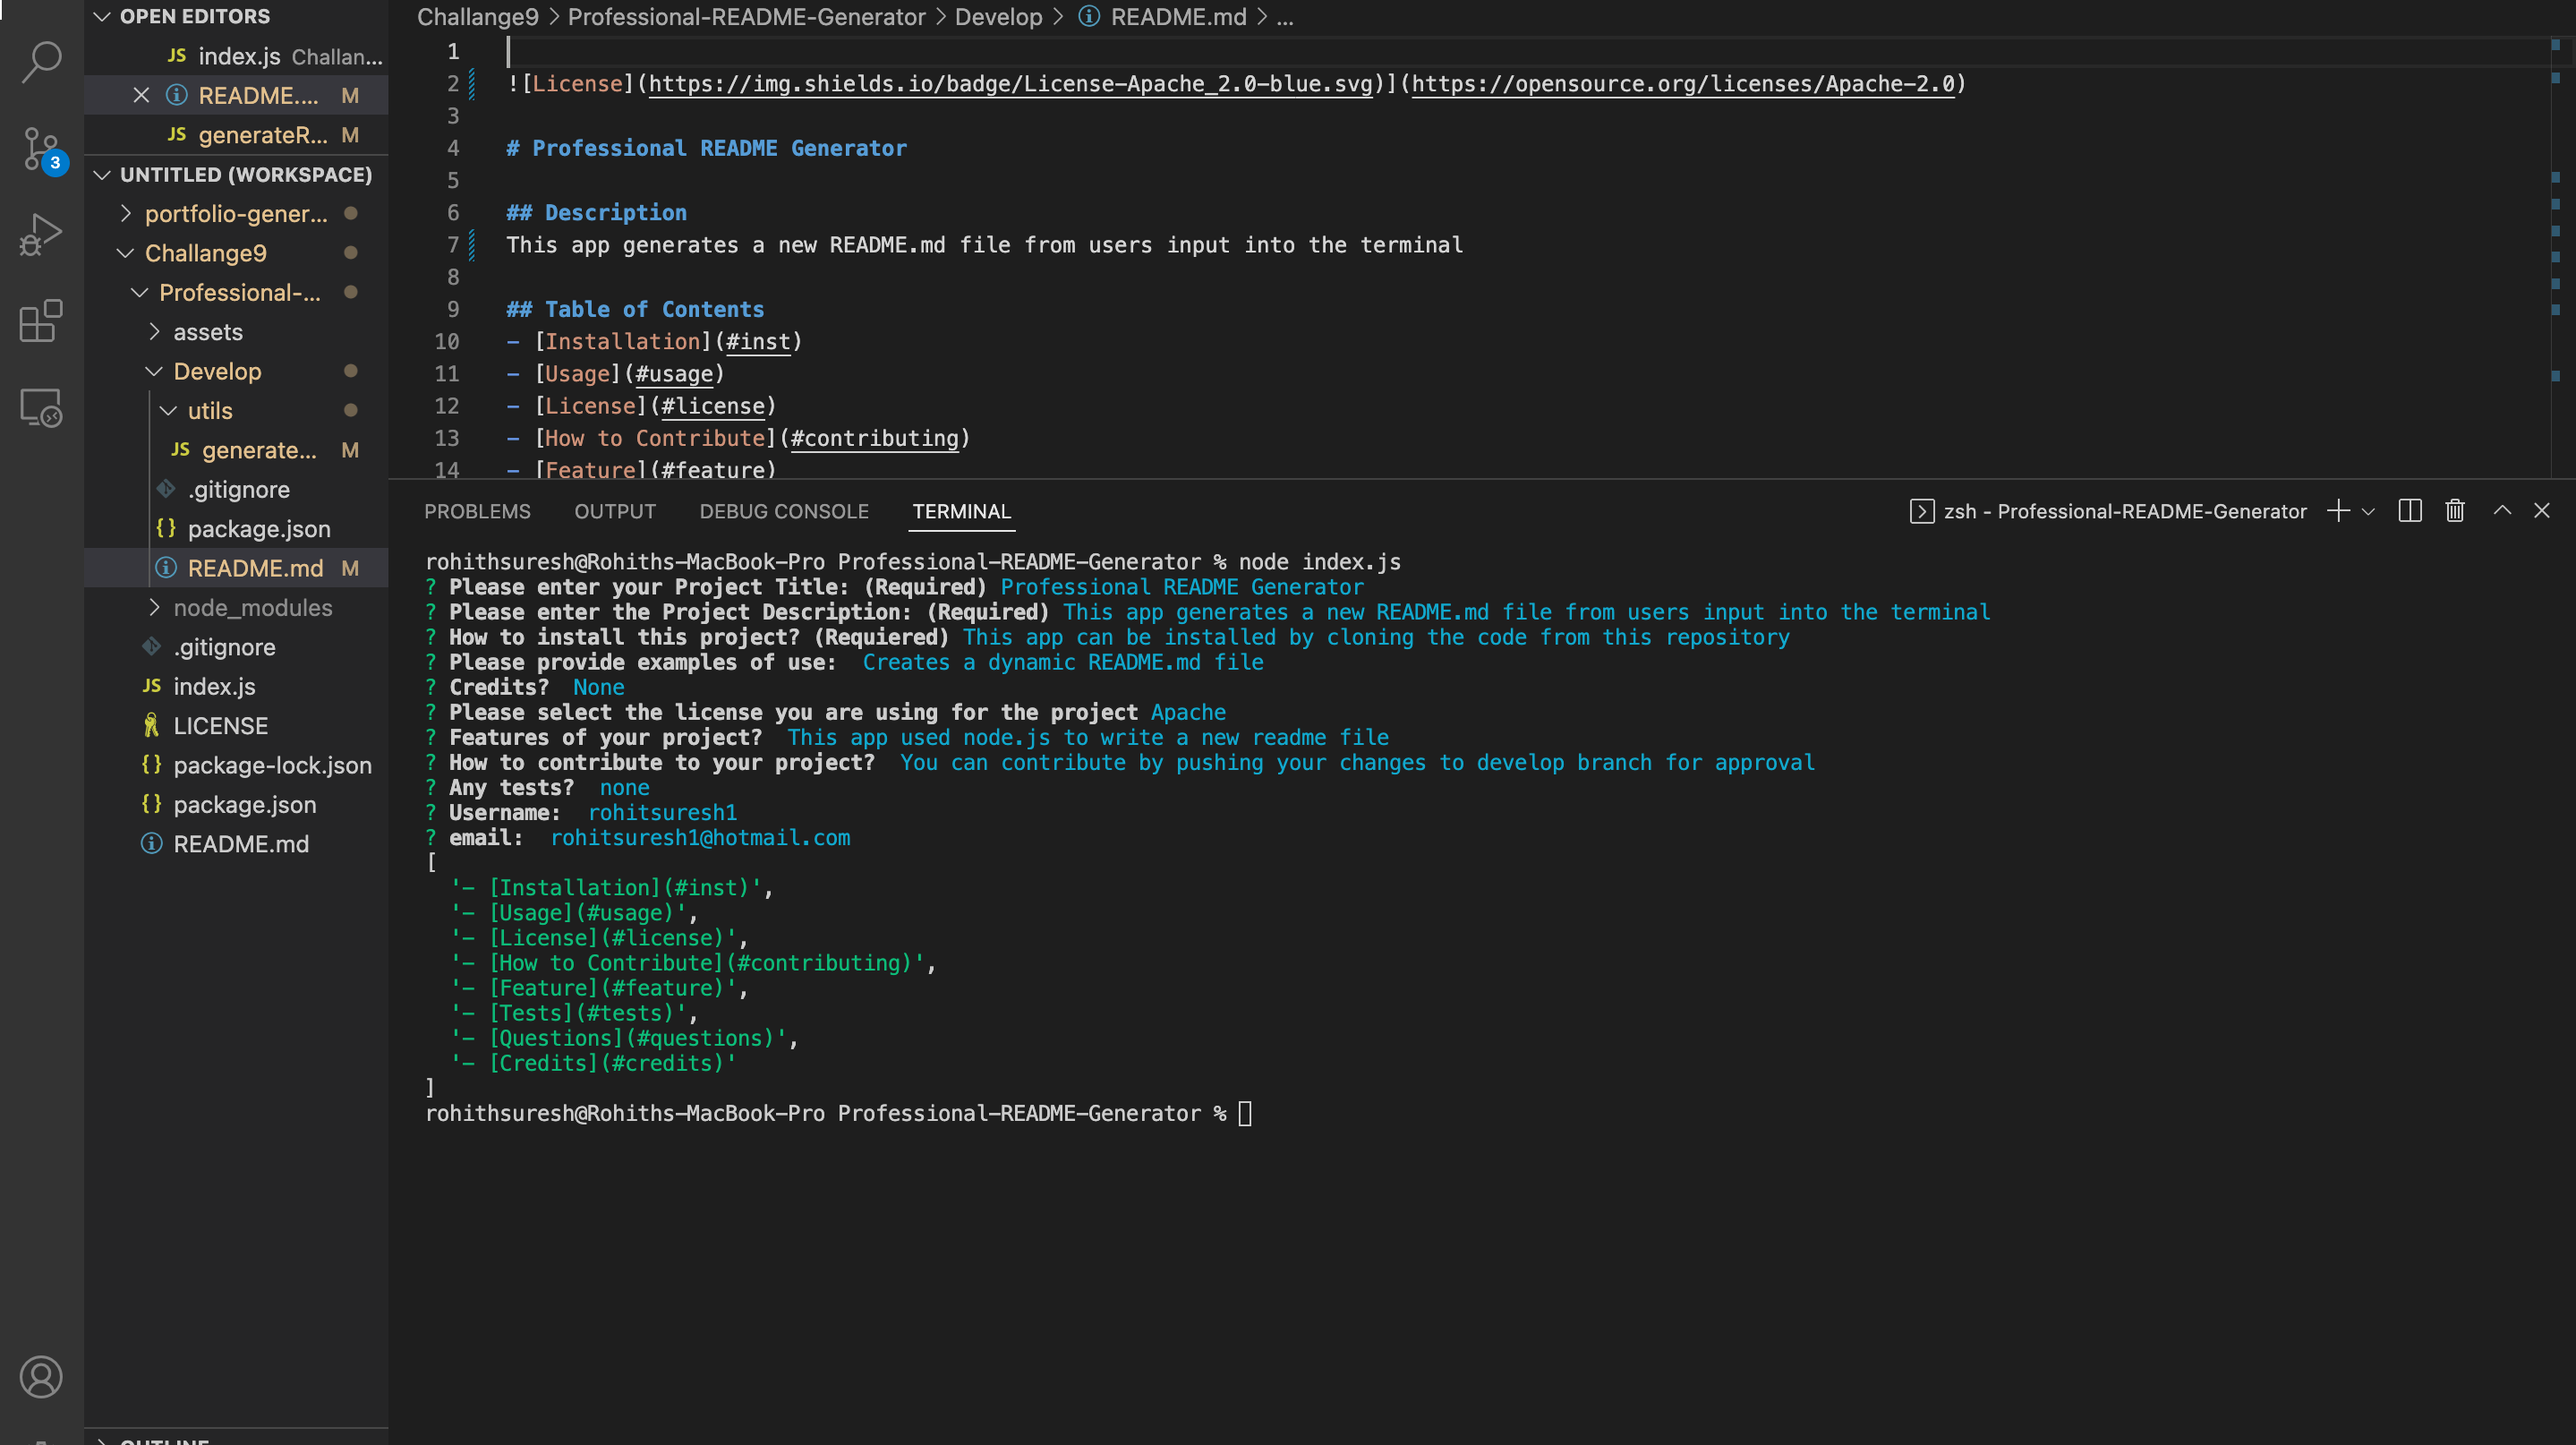 OPEN EDITORS
JS index.js Challan...
README.... M
JS generateR... M
3
UNTITLED (WORKSPACE)
portfolio-gener...
Challange9
Professional-...
assets
Develop
utils
JS generate... M
.gitignore
{} package.json
README.md M
node_modules
.gitignore
JS index.js
LICENSE
{} package-lock.json
{} package.json
README.md
OUTLINE
Challange9 > Professional-README-Generator > Develop > README.md > ...
1
2 ![License](https://img.shields.io/badge/License-Apache_2.0-blue.svg)](https://opensource.org/licenses/Apache-2.0)
3
4 # Professional README Generator
5
6 ## Description
7 This app generates a new README.md file from users input into the terminal
8
9 ## Table of Contents
10 - [Installation](#inst)
11 - [Usage](#usage)
12 - [License](#license)
13 - [How to Contribute](#contributing)
14 - [Feature](#feature)
PROBLEMS OUTPUT DEBUG CONSOLE TERMINAL zsh - Professional-README-Generator
rohithsuresh@Rohiths-MacBook-Pro Professional-README-Generator % node index.js
? Please enter your Project Title: (Required) Professional README Generator
? Please enter the Project Description: (Required) This app generates a new README.md file from users input into the terminal
? How to install this project? (Requiered) This app can be installed by cloning the code from this repository
? Please provide examples of use: Creates a dynamic README.md file
? Credits? None
? Please select the license you are using for the project Apache
? Features of your project? This app used node.js to write a new readme file
? How to contribute to your project? You can contribute by pushing your changes to develop branch for approval
? Any tests? none
? Username: rohitsuresh1
? email: rohitsuresh1@hotmail.com
[
'- [Installation](#inst)',
'- [Usage](#usage)',
'- [License](#license)',
'- [How to Contribute](#contributing)',
'- [Feature](#feature)',
'- [Tests](#tests)',
'- [Questions](#questions)',
'- [Credits](#credits)'
]
rohithsuresh@Rohiths-MacBook-Pro Professional-README-Generator %